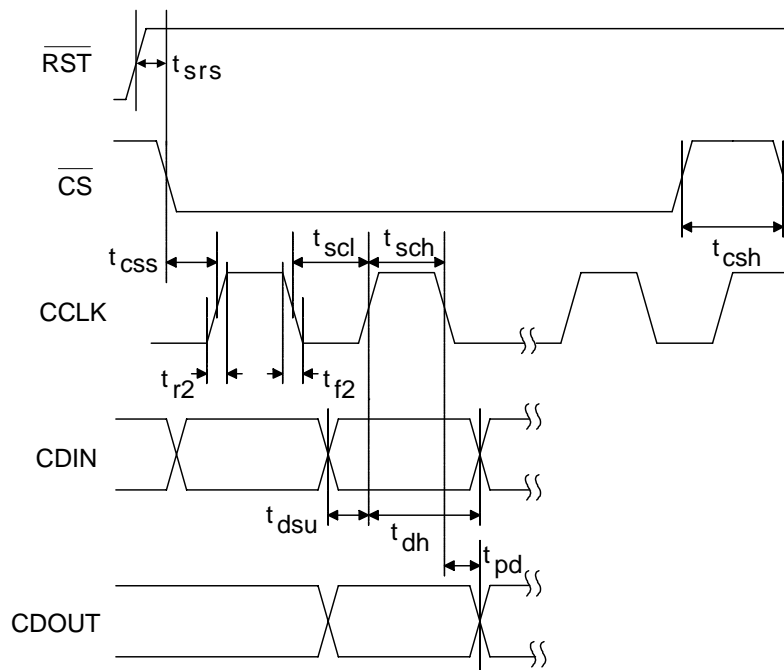 RST
t srs
CS
t css
t scl
t sch
t csh
CCLK
t r2
t f2
CDIN
t dsu
t dh
t pd
CDOUT